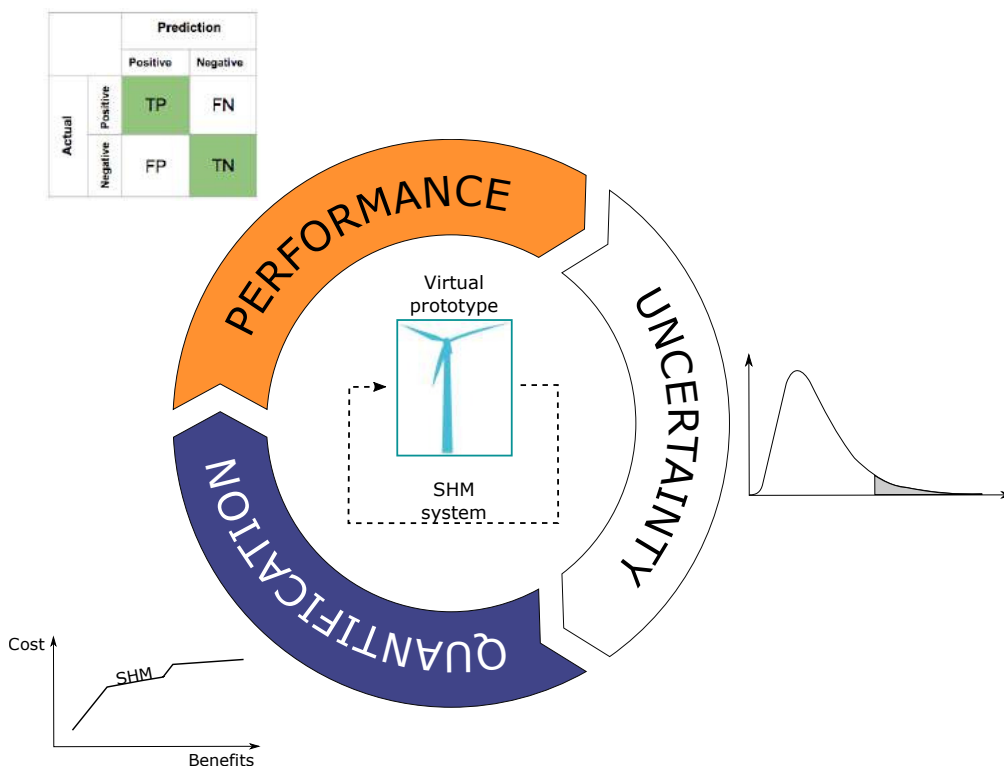 Prediction
Positive Negative
Actual
Positive
TP FN
Negative
FP TN
PERFORMANCE
UNCERTAINTY
QUANTIFICATION
Virtual
prototype
SHM
system
Cost
SHM
Benefits